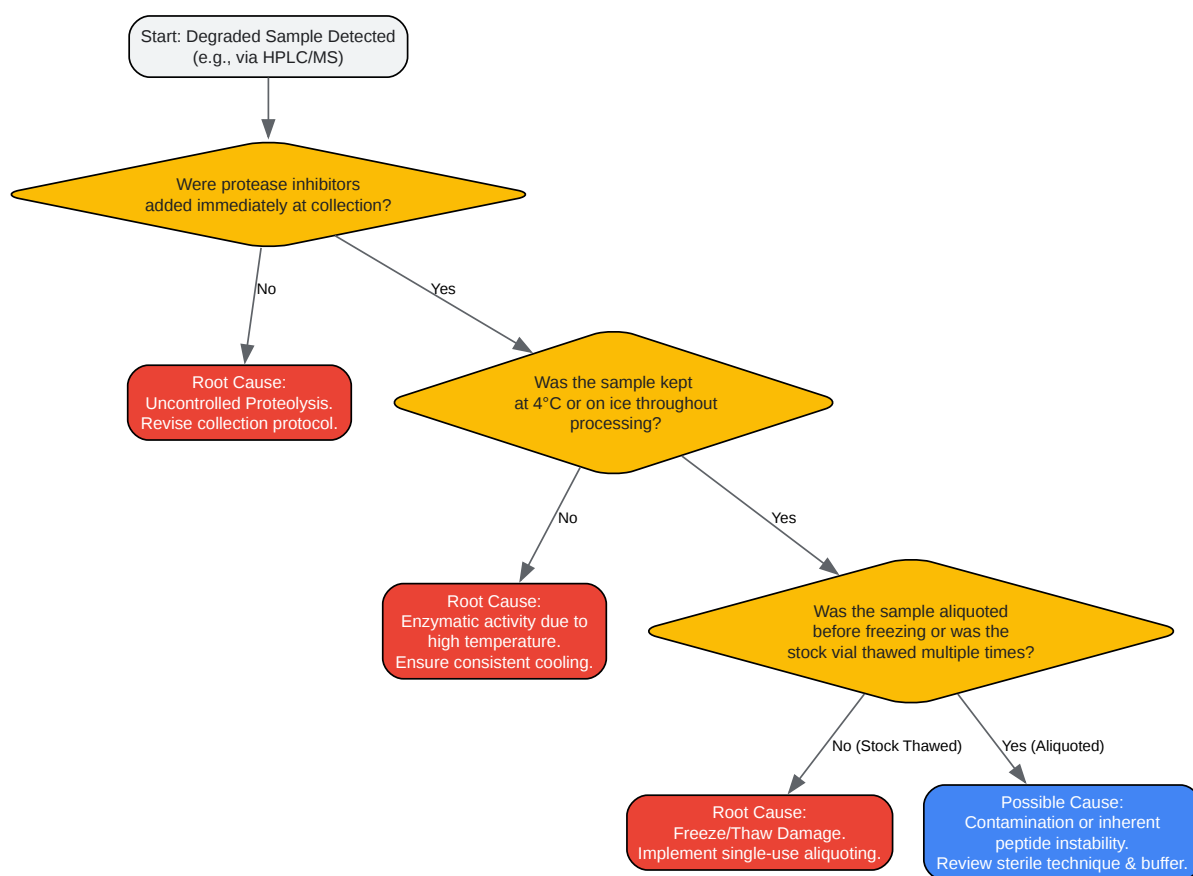 Start: Degraded Sample Detected
(e.g., via HPLC/MS)
Were protease inhibitors
added immediately at collection?
No
Yes
Root Cause:
Uncontrolled Proteolysis.
Revise collection protocol.
Was the sample kept
at 4°C or on ice throughout
processing?
No
Yes
Root Cause:
Enzymatic activity due to
high temperature.
Ensure consistent cooling.
Was the sample aliquoted
before freezing or was the
stock vial thawed multiple times?
No (Stock Thawed)
Yes (Aliquoted)
Root Cause:
Freeze/Thaw Damage.
Implement single-use aliquoting.
Possible Cause:
Contamination or inherent
peptide instability.
Review sterile technique & buffer.